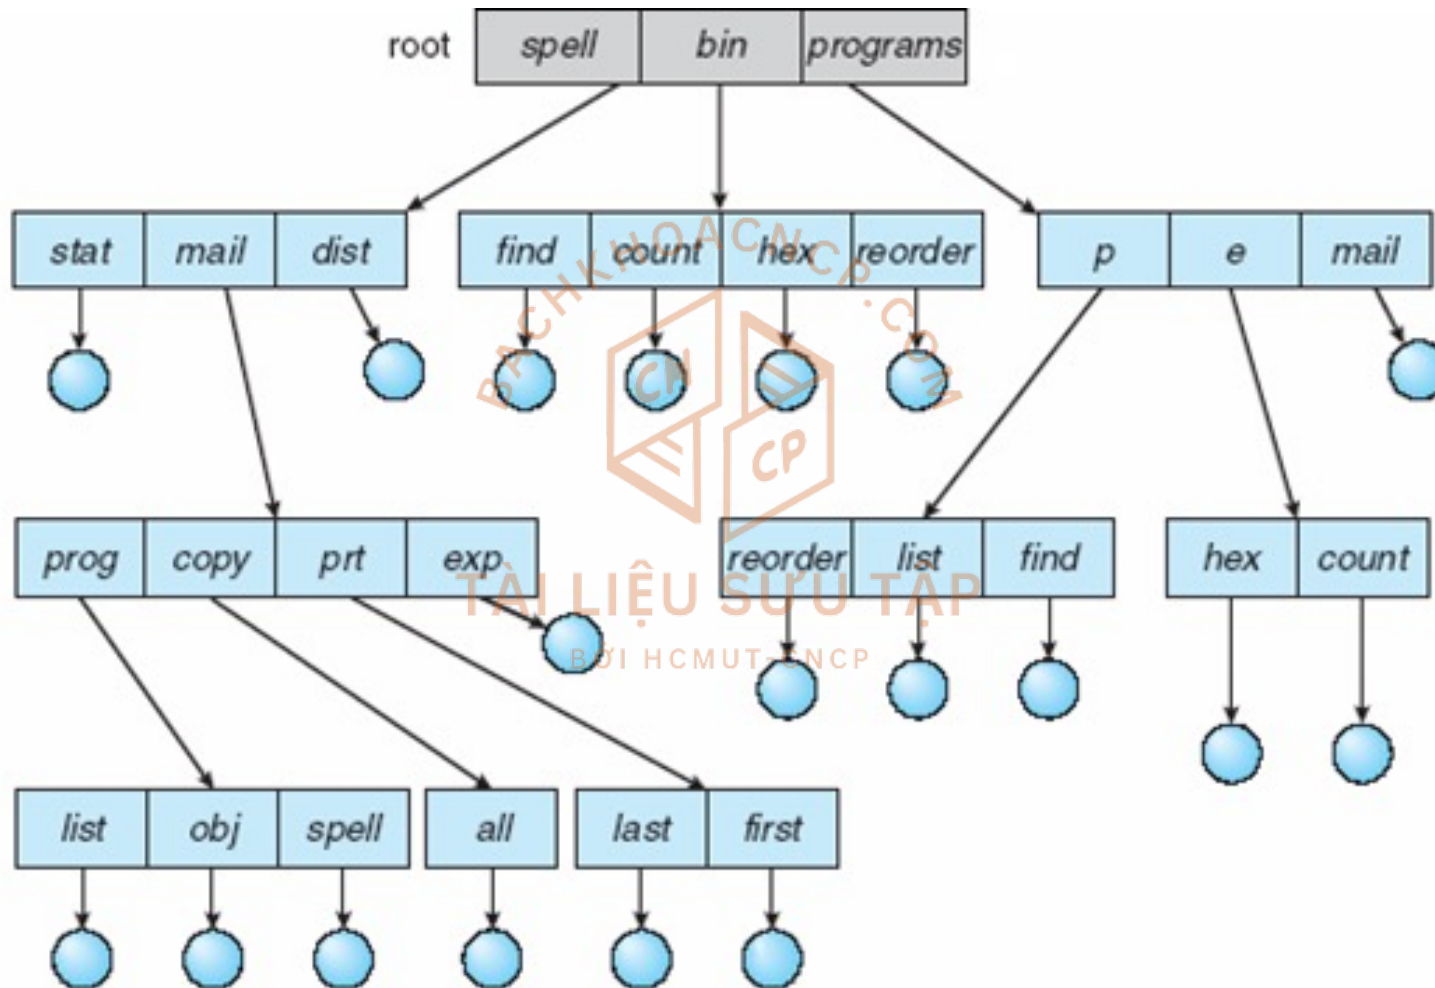 root spell bin programs
stat mail dist find count hex reorder p e mail
BACHKHOACNCP.COM
CN
CP
prog copy prt exp reorder list find hex count
TÀI LIỆU SƯU TẬP
BỞI HCMUT-CNCP
list obj spell all last first